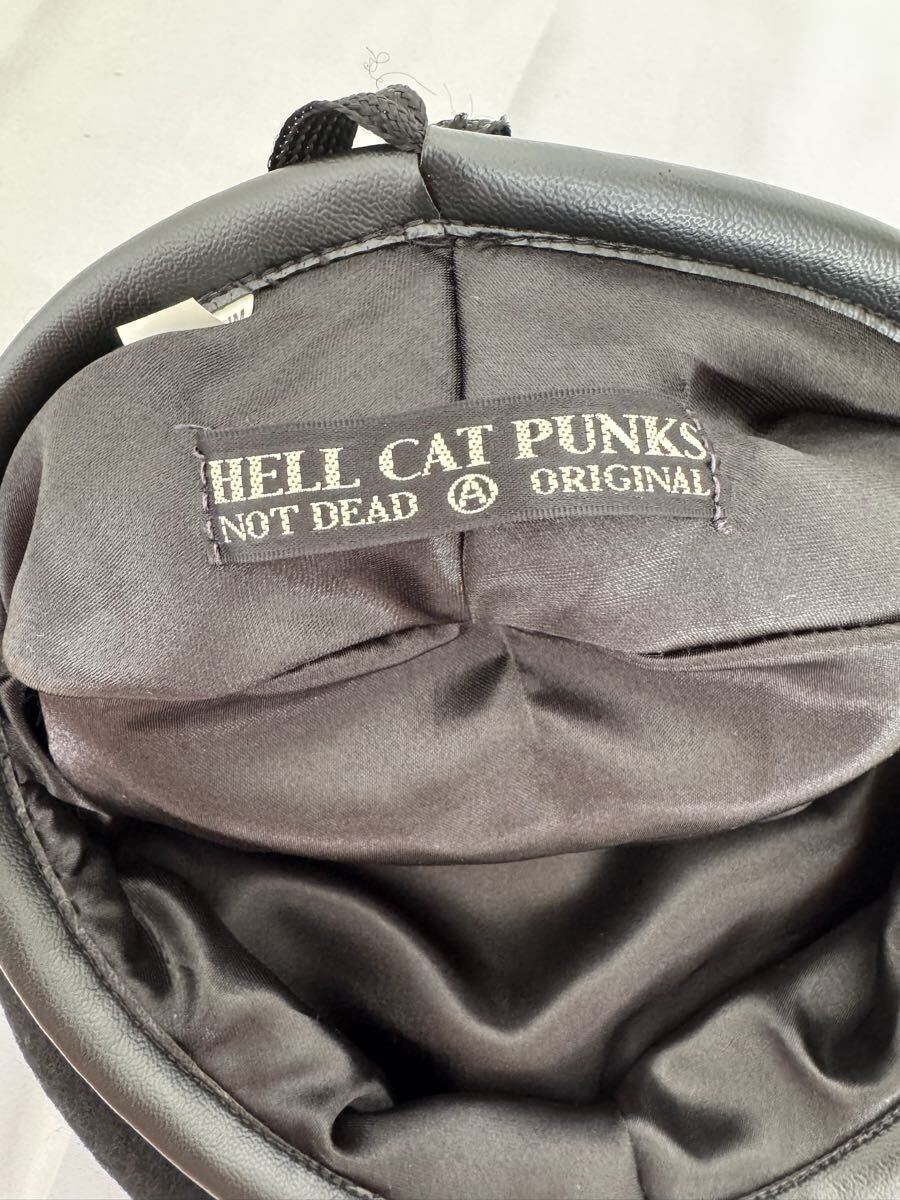 HELL CAT PUNKS
NOT DEAD Ⓐ ORIGINAL